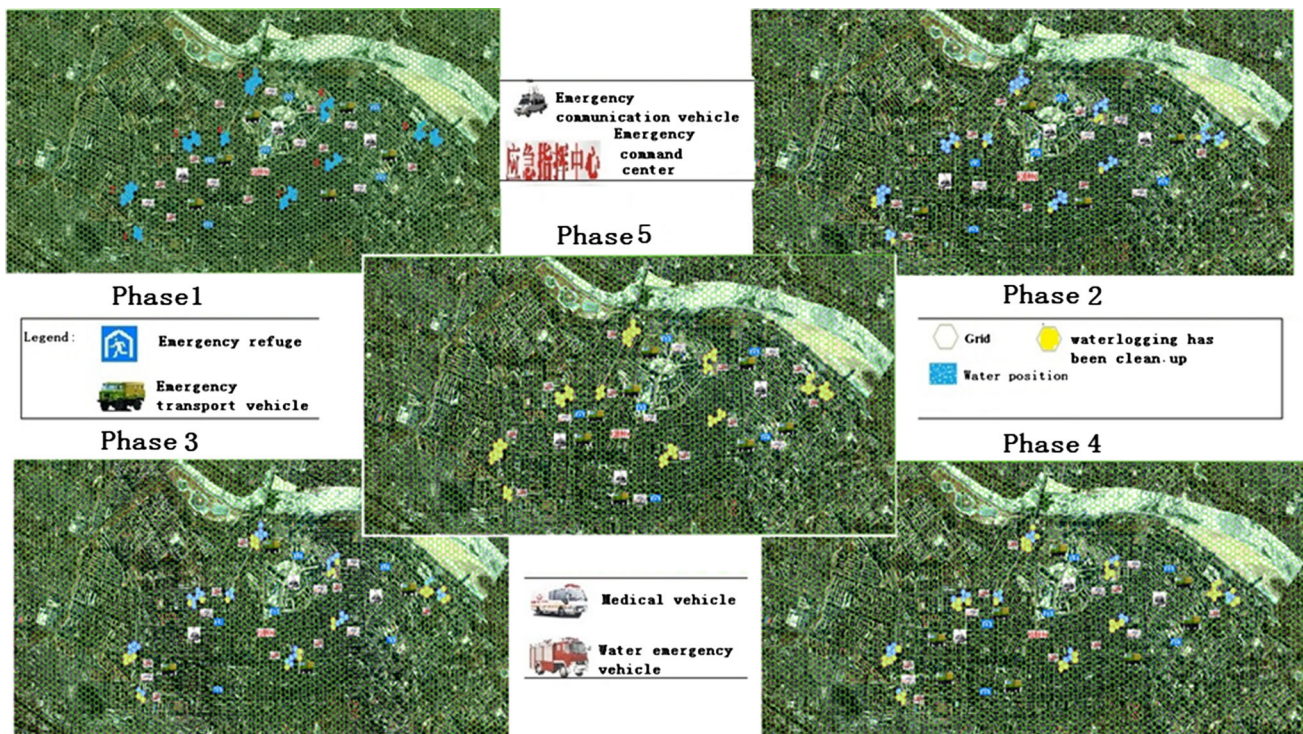 Emergency
communication vehicle
应急指挥中心
Emergency
command
center
Phase 5
Phase1
Phase 2
Legend:
Emergency refuge
Emergency
transport vehicle
Grid
waterlogging has
been clean.up
Water position
Phase 3
Phase 4
Medical vehicle
Water emergency
vehicle